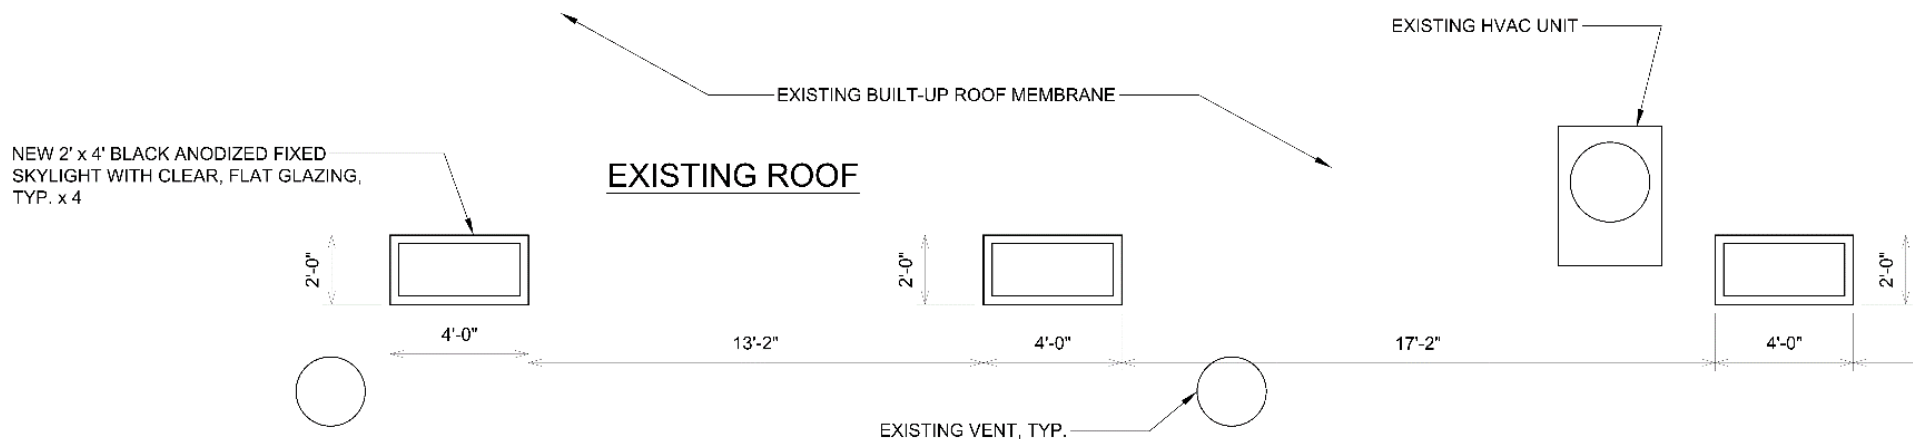 EXISTING HVAC UNIT
EXISTING BUILT-UP ROOF MEMBRANE
NEW 2' x 4' BLACK ANODIZED FIXED
SKYLIGHT WITH CLEAR, FLAT GLAZING,
TYP. x 4
EXISTING ROOF
2'-0"
2'-0"
2'-0"
4'-0"
13'-2"
4'-0"
17'-2"
4'-0"
EXISTING VENT, TYP.